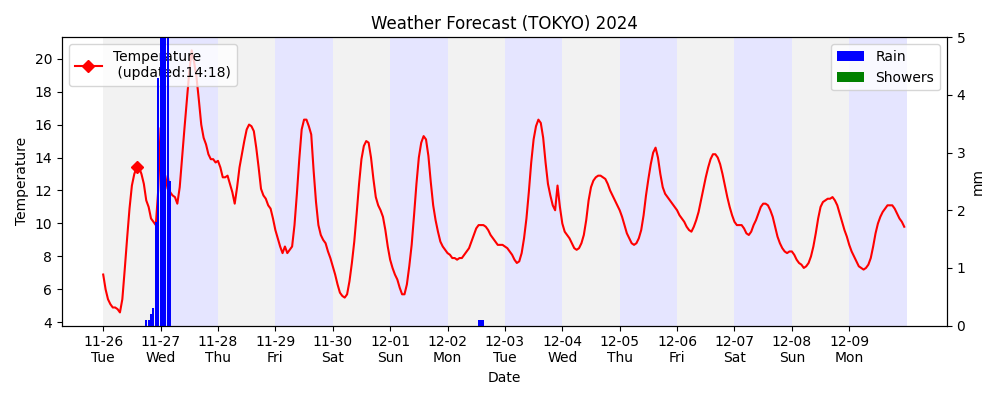 Weather Forecast (TOKYO) 2024
Temperature
(updated:14:18)
Rain
Showers
Temperature
20
18
16
14
12
10
8
6
4
5
4
3
2
1
0
mm
11-26 11-27 11-28 11-29 11-30 12-01 12-02 12-03 12-04 12-05 12-06 12-07 12-08 12-09
Tue Wed Thu Fri Sat Sun Mon Tue Wed Thu Fri Sat Sun Mon
Date